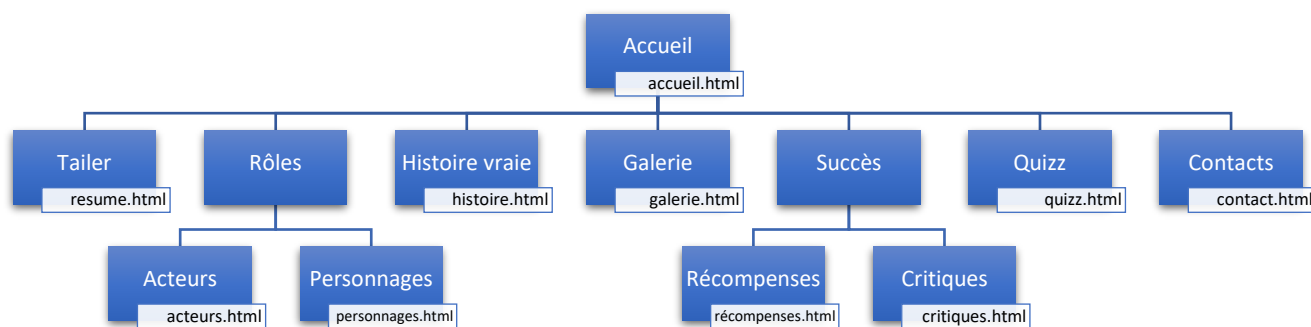 Accueil
accueil.html
Tailer
resume.html
Rôles
Histoire vraie
histoire.html
Galerie
galerie.html
Succès
Quizz
quizz.html
Contacts
contact.html
Acteurs
acteurs.html
Personnages
personnages.html
Récompenses
récompenses.html
Critiques
critiques.html